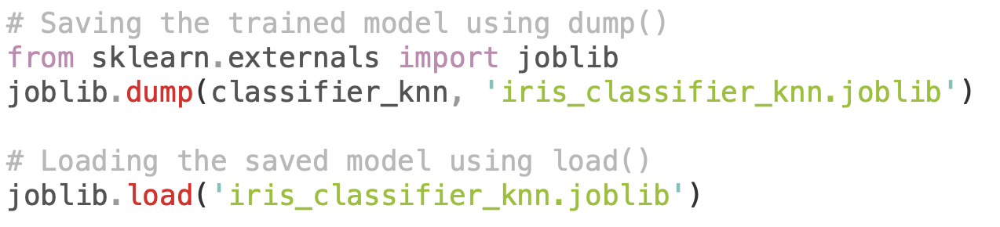 # Saving the trained model using dump()
from sklearn.externals import joblib
joblib.dump(classifier_knn, 'iris_classifier_knn.joblib')
# Loading the saved model using load()
joblib.load('iris_classifier_knn.joblib')